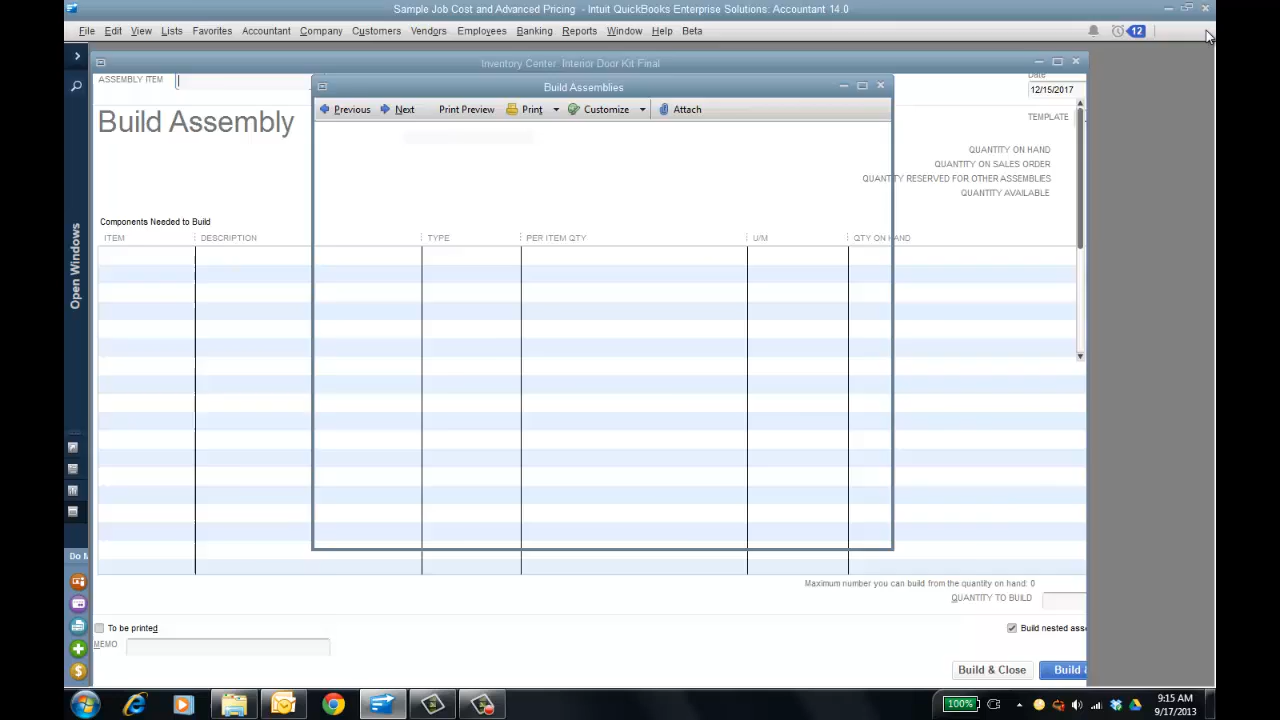 Sample Job Cost and Advanced Pricing - Intuit QuickBooks Enterprise Solutions: Accountant 14.0
File Edit View Lists Favorites Accountant Company Customers Vendors Employees Banking Reports Window Help Beta 12
Inventory Center: Interior Door Kit Final
ASSEMBLY ITEM
Build Assemblies
Date
12/15/2017
Previous Next Print Preview Print Customize Attach
Build Assembly
TEMPLATE
QUANTITY ON HAND
QUANTITY ON SALES ORDER
QUANTITY RESERVED FOR OTHER ASSEMBLIES
QUANTITY AVAILABLE
Components Needed to Build
ITEM DESCRIPTION TYPE PER ITEM QTY U/M QTY ON HAND
Open Windows
Do M
Maximum number you can build from the quantity on hand: 0
QUANTITY TO BUILD
To be printed
Build nested asse
MEMO
Build & Close Build &
100%
9:15 AM
9/17/2013